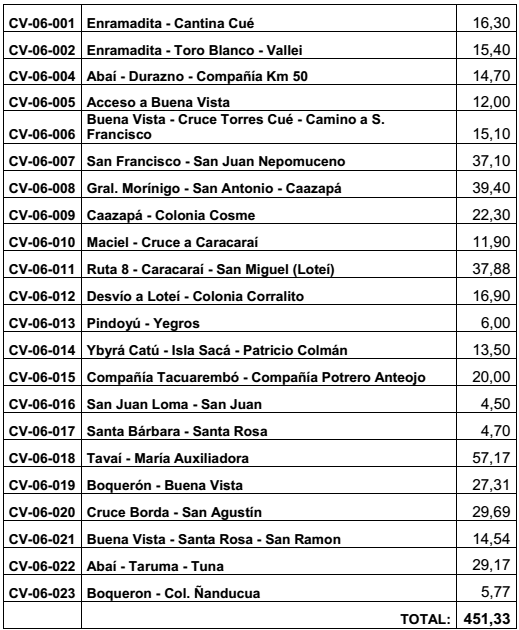 CV-06-001 Enramadita - Cantina Cué 16,30
CV-06-002 Enramadita - Toro Blanco - Vallei 15,40
CV-06-004 Abaí - Durazno - Compañía Km 50 14,70
CV-06-005 Acceso a Buena Vista 12,00
Buena Vista - Cruce Torres Cué - Camino a S.
CV-06-006 Francisco 15,10
CV-06-007 San Francisco - San Juan Nepomuceno 37,10
CV-06-008 Gral. Morínigo - San Antonio - Caazapá 39,40
CV-06-009 Caazapá - Colonia Cosme 22,30
CV-06-010 Maciel - Cruce a Caracaraí 11,90
CV-06-011 Ruta 8 - Caracaraí - San Miguel (Loteí) 37,88
CV-06-012 Desvío a Loteí - Colonia Corralito 16,90
CV-06-013 Pindoyú - Yegros 6,00
CV-06-014 Ybyrá Catú - Isla Sacá - Patricio Colmán 13,50
CV-06-015 Compañía Tacuarembó - Compañía Potrero Anteojo 20,00
CV-06-016 San Juan Loma - San Juan 4,50
CV-06-017 Santa Bárbara - Santa Rosa 4,70
CV-06-018 Tavaí - María Auxiliadora 57,17
CV-06-019 Boquerón - Buena Vista 27,31
CV-06-020 Cruce Borda - San Agustín 29,69
CV-06-021 Buena Vista - Santa Rosa - San Ramon 14,54
CV-06-022 Abaí - Taruma - Tuna 29,17
CV-06-023 Boqueron - Col. Ñanducua 5,77
TOTAL: 451,33